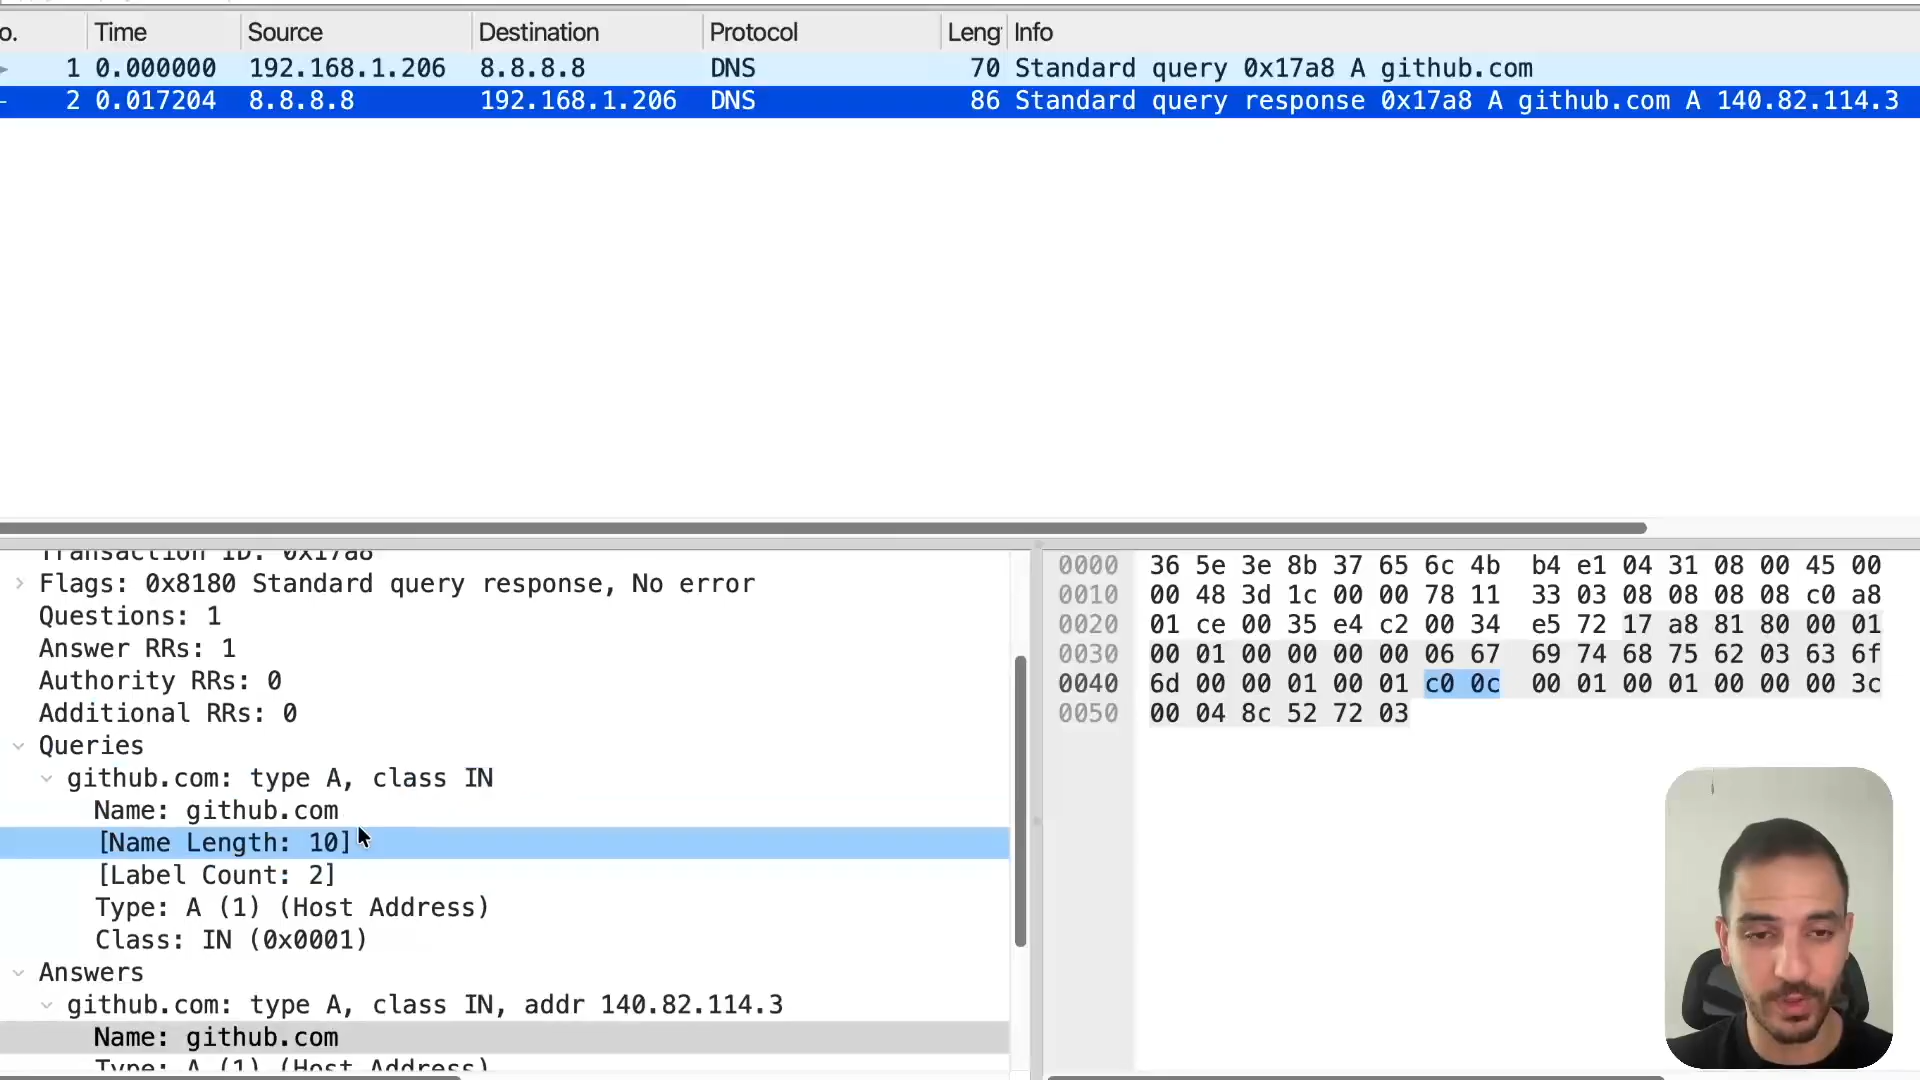 o. Time Source Destination Protocol Leng Info
1 0.000000 192.168.1.206 8.8.8.8 DNS 70 Standard query 0x17a8 A github.com
2 0.017204 8.8.8.8 192.168.1.206 DNS 86 Standard query response 0x17a8 A github.com A 140.82.114.3
Transaction ID: 0x17a8
Flags: 0x8180 Standard query response, No error
Questions: 1
Answer RRs: 1
Authority RRs: 0
Additional RRs: 0
Queries
github.com: type A, class IN
Name: github.com
[Name Length: 10]
[Label Count: 2]
Type: A (1) (Host Address)
Class: IN (0x0001)
Answers
github.com: type A, class IN, addr 140.82.114.3
Name: github.com
Type: A (1) (Host Address)
0000 36 5e 3e 8b 37 65 6c 4b b4 e1 04 31 08 00 45 00
0010 00 48 3d 1c 00 00 78 11 33 03 08 08 08 08 c0 a8
0020 01 ce 00 35 e4 c2 00 34 e5 72 17 a8 81 80 00 01
0030 00 01 00 00 00 00 06 67 69 74 68 75 62 03 63 6f
0040 6d 00 00 01 00 01 c0 0c 00 01 00 01 00 00 00 3c
0050 00 04 8c 52 72 03